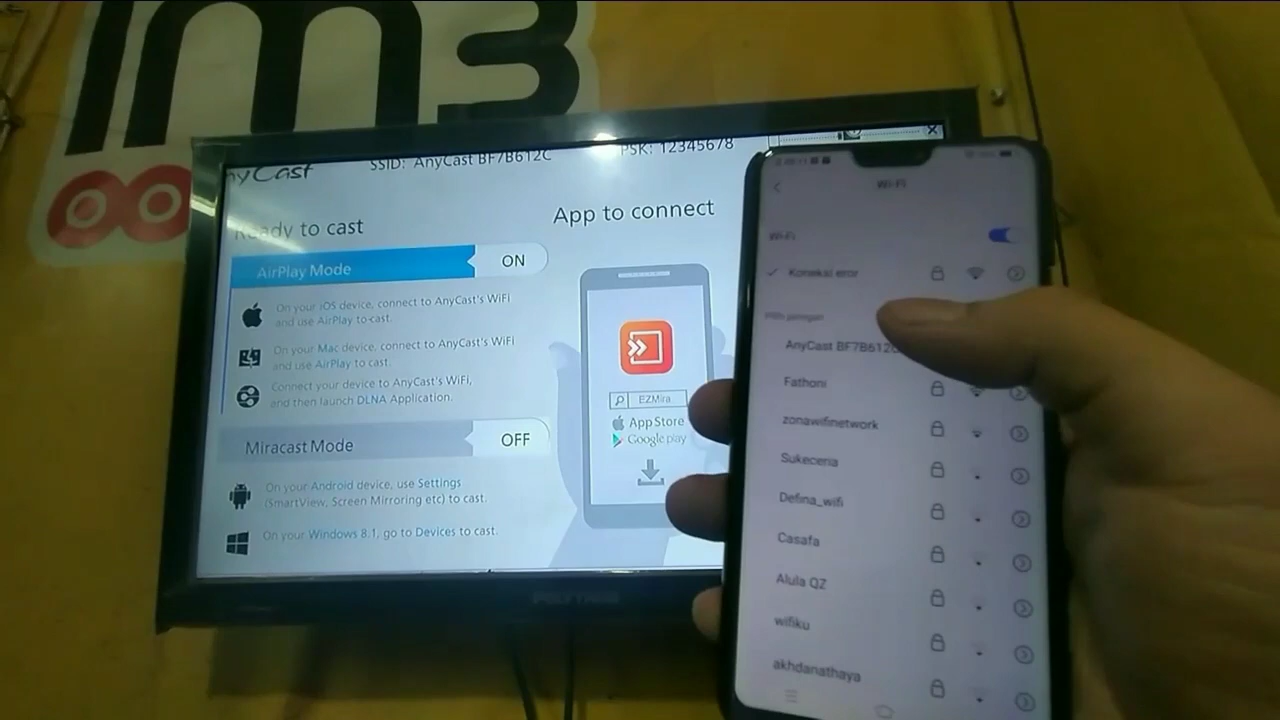 IM3
nyCast
SSID: AnyCast BF7B612C
PSK: 12345678
Ready to cast
App to connect
AirPlay Mode
ON
On your iOS device, connect to AnyCast's WiFi
and use AirPlay to cast.
On your Mac device, connect to AnyCast's WiFi
and use AirPlay to cast.
Connect your device to AnyCast's WiFi,
and then launch DLNA Application.
Miracast Mode
OFF
On your Android device, use Settings
(SmartView, Screen Mirroring etc) to cast.
On your Windows 8.1, go to Devices to cast.
EZMira
App Store
Google play
Wi-Fi
Wi-Fi
Koneksi eror
Pilih jaringan
AnyCast BF7B612C
Fathoni
zonawifinetwork
Sukeceria
Defina_wifi
Casafa
Alula QZ
wifiku
akhdanathaya